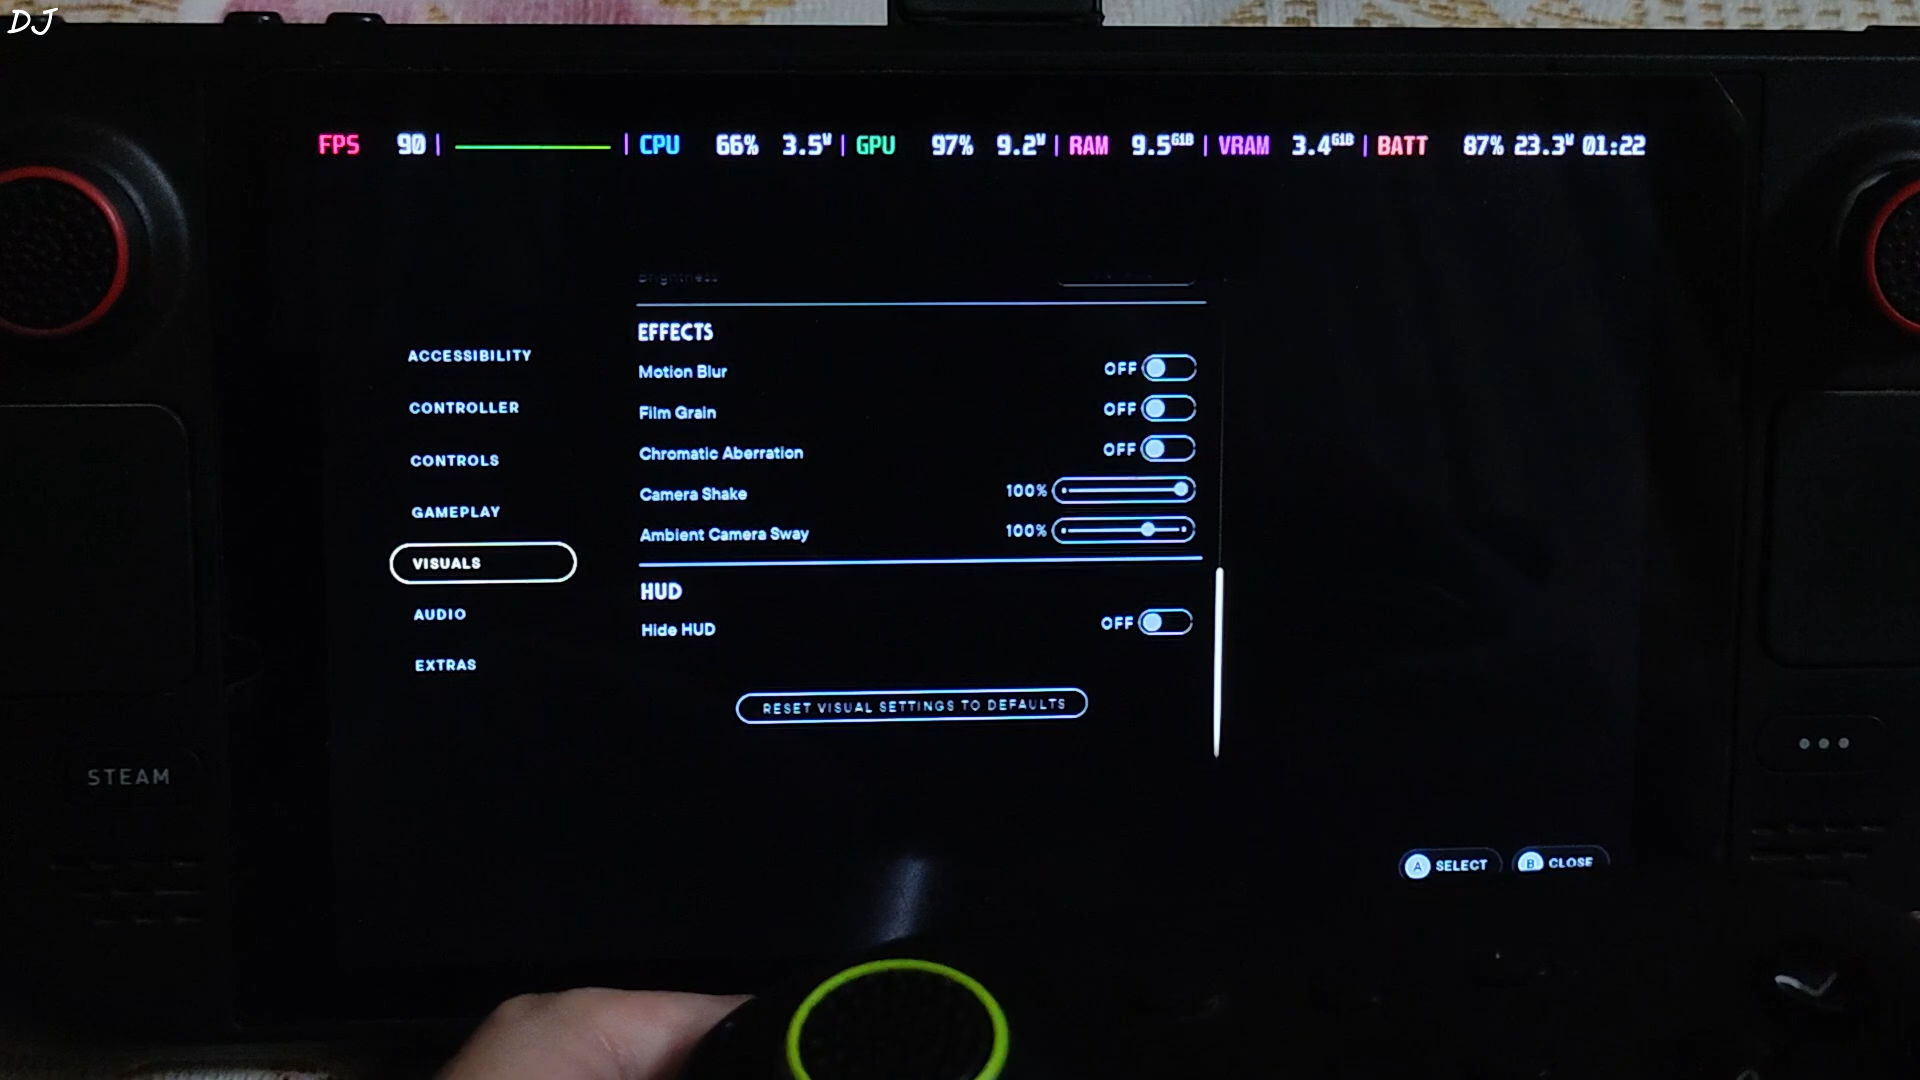 DJ
FPS 90 CPU 66% 3.5W GPU 97% 9.2W RAM 9.5GiB VRAM 3.4GiB BATT 87% 23.3W 01:22
Brightness
EFFECTS
Motion Blur OFF
Film Grain OFF
Chromatic Aberration OFF
Camera Shake 100%
Ambient Camera Sway 100%
HUD
Hide HUD OFF
RESET VISUAL SETTINGS TO DEFAULTS
ACCESSIBILITY
CONTROLLER
CONTROLS
GAMEPLAY
VISUALS
AUDIO
EXTRAS
STEAM
A SELECT B CLOSE